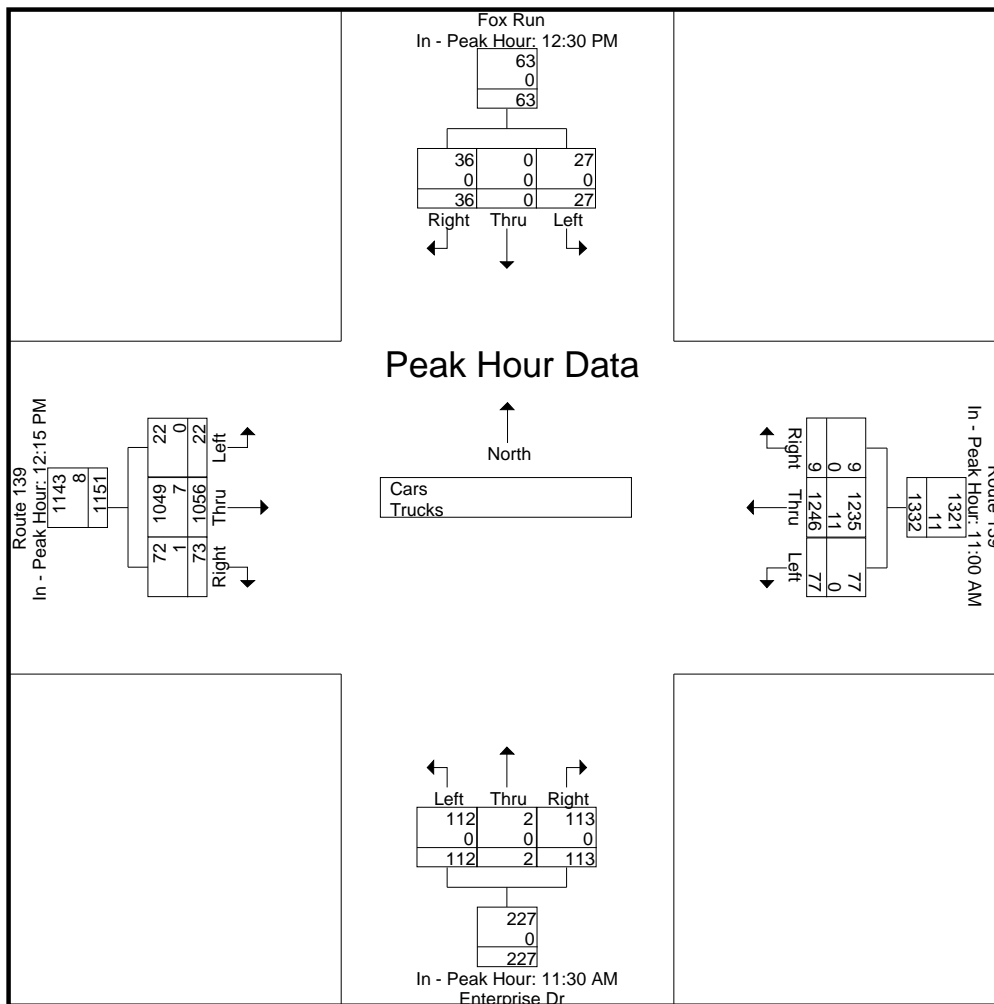 Fox Run
In - Peak Hour: 12:30 PM
63
0
63
36 0 27
0 0 0
36 0 27
Right Thru Left
Peak Hour Data
North
Cars
Trucks
Route 139
In - Peak Hour: 12:15 PM
1143
8
1151
22 0 22 Left
1049 7 1056 Thru
72 1 73 Right
Right 9 0 9
Thru 1246 11 1235
Left 77 0 77
1332
11
1321
In - Peak Hour: 11:00 AM
Route 139
Left Thru Right
112 2 113
0 0 0
112 2 113
227
0
227
In - Peak Hour: 11:30 AM
Enterprise Dr